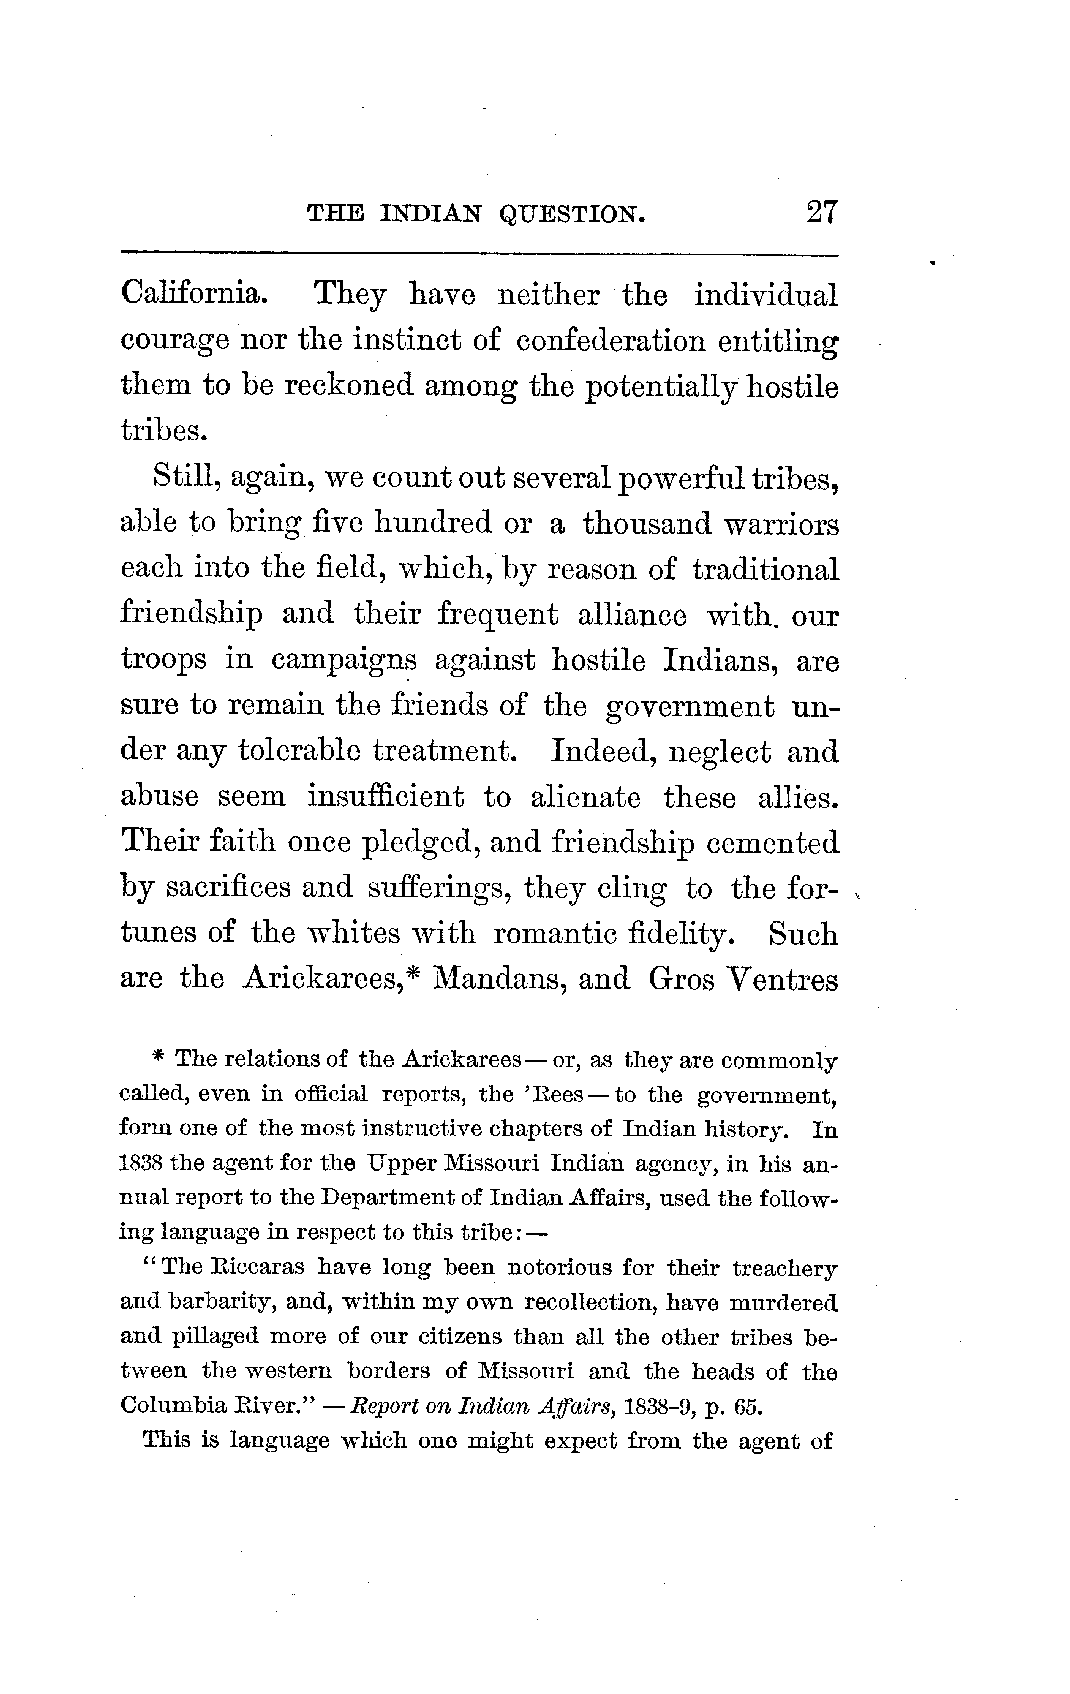 THE INDIAN QUESTION. 27
California. They have neither the individual
courage nor the instinct of confederation entitling
them to be reckoned among the potentially hostile
tribes.
Still, again, we count out several powerful tribes,
able to bring five hundred or a thousand warriors
each into the field, which, by reason of traditional
friendship and their frequent alliance with. our
troops in campaigns against hostile Indians, are
sure to remain the friends of the government un-
der any tolerable treatment. Indeed, neglect and
abuse seem insufficient to alienate these allies.
Their faith once pledged, and friendship cemented
by sacrifices and sufferings, they cling to the for-
tunes of the whites with romantic fidelity. Such
are the Arickarees,* Mandans, and Gros Ventres
* The relations of the Arickarees — or, as they are commonly
called, even in official reports, the 'Rees — to the government,
form one of the most instructive chapters of Indian history. In
1838 the agent for the Upper Missouri Indian agency, in his an-
nual report to the Department of Indian Affairs, used the follow-
ing language in respect to this tribe: —
"The Riccaras have long been notorious for their treachery
and barbarity, and, within my own recollection, have murdered
and pillaged more of our citizens than all the other tribes be-
tween the western borders of Missouri and the heads of the
Columbia River." — Report on Indian Affairs, 1838-9, p. 65.
This is language which one might expect from the agent of